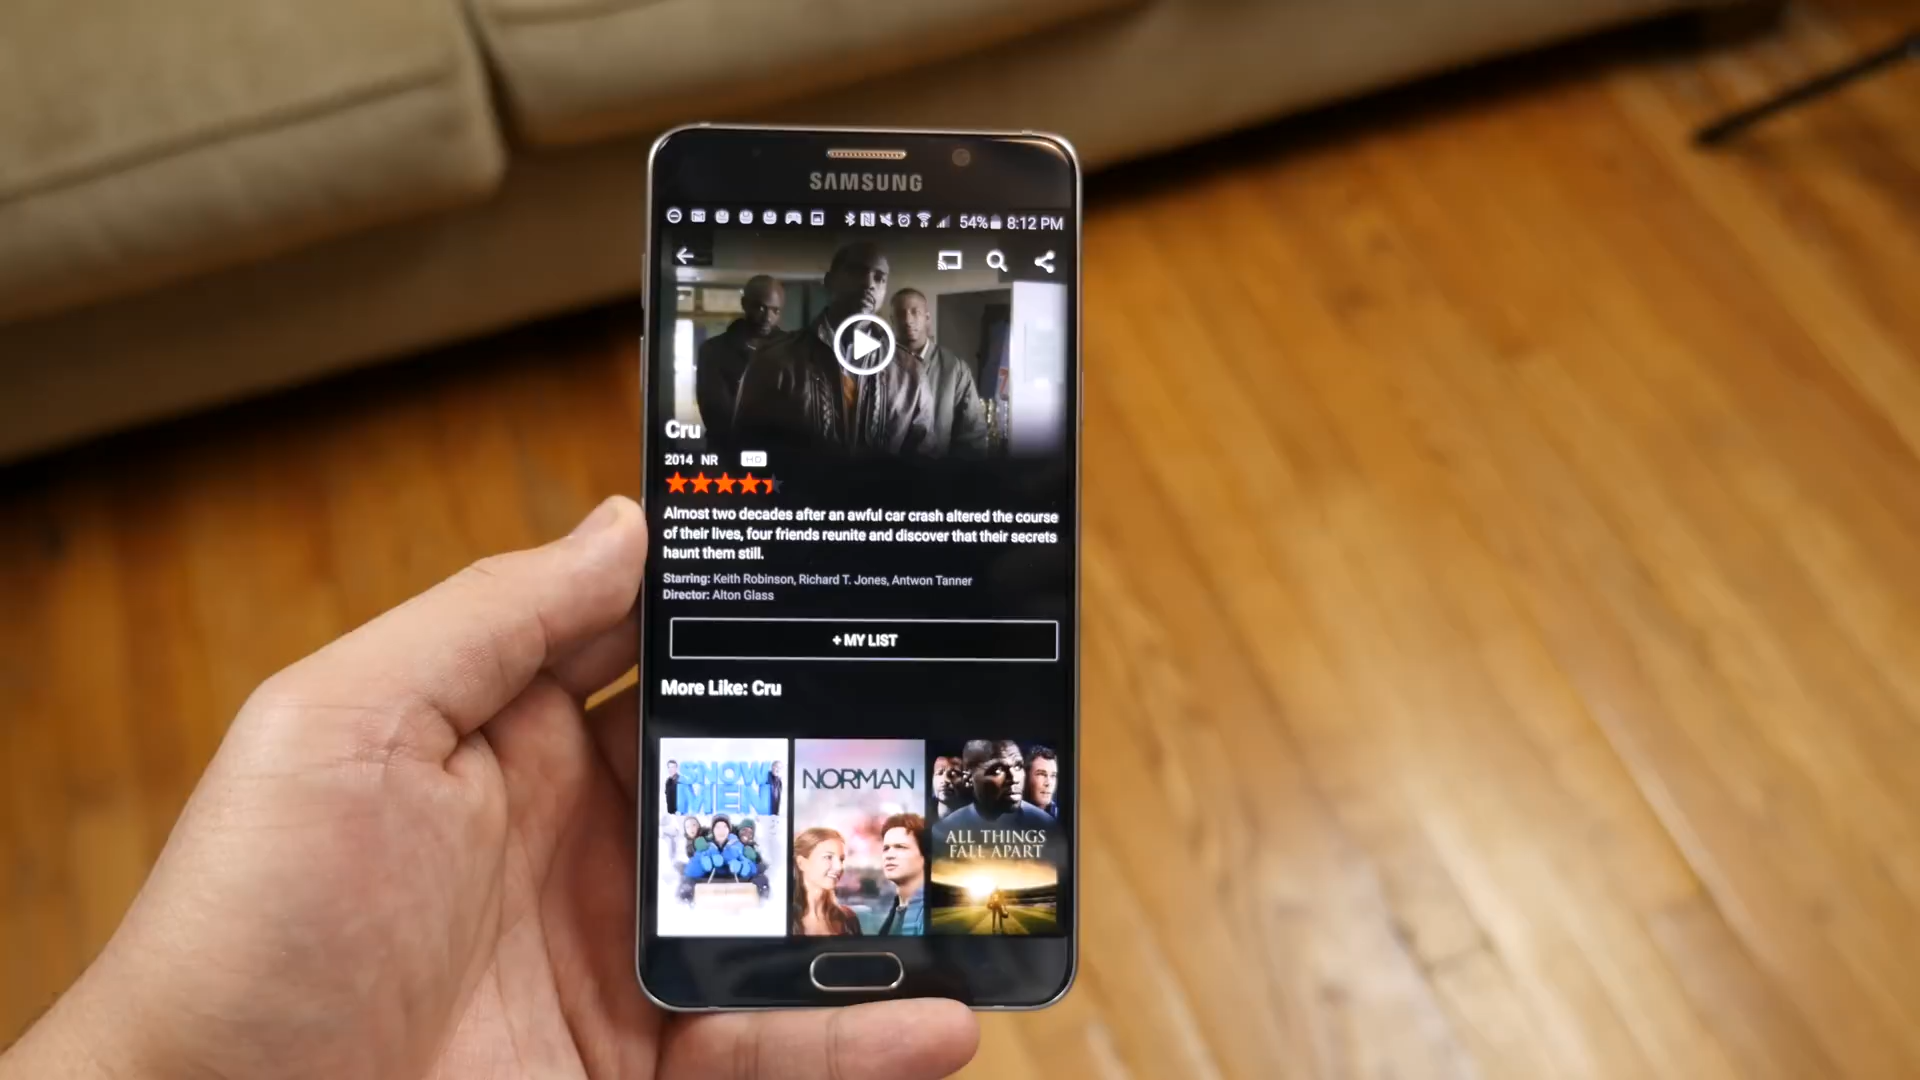 SAMSUNG
54% 8:12 PM
Cru
2014 NR HD
Almost two decades after an awful car crash altered the course
of their lives, four friends reunite and discover that their secrets
haunt them still.
Starring: Keith Robinson, Richard T. Jones, Antwon Tanner
Director: Alton Glass
+ MY LIST
More Like: Cru
SNOW
MEN
NORMAN
ALL THINGS
FALL APART